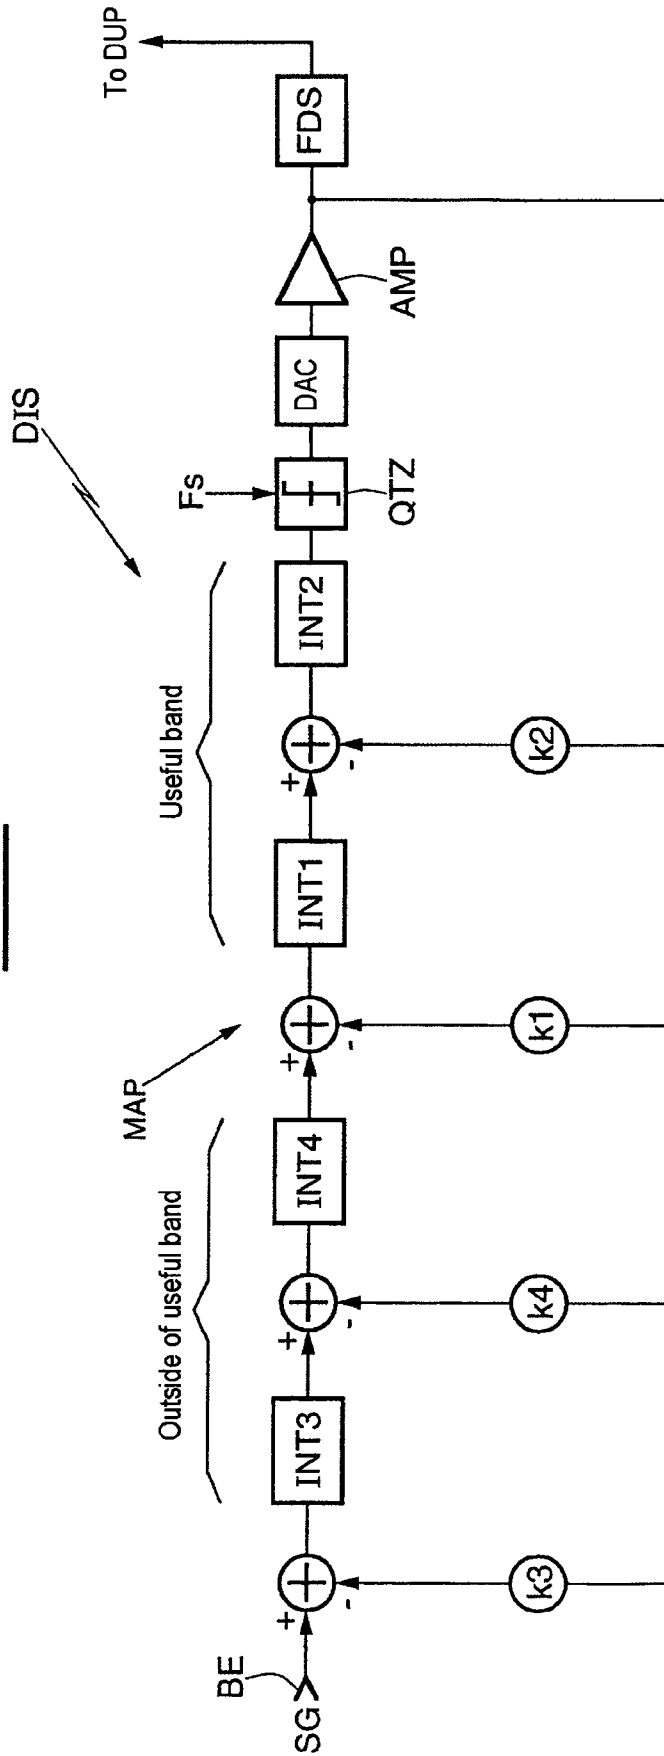 DIS
To DUP
MAP
Outside of useful band
Useful band
Fs
BE
SG
+
-
INT3
+
-
INT4
+
-
INT1
+
-
INT2
QTZ
DAC
AMP
FDS
k3
k4
k1
k2